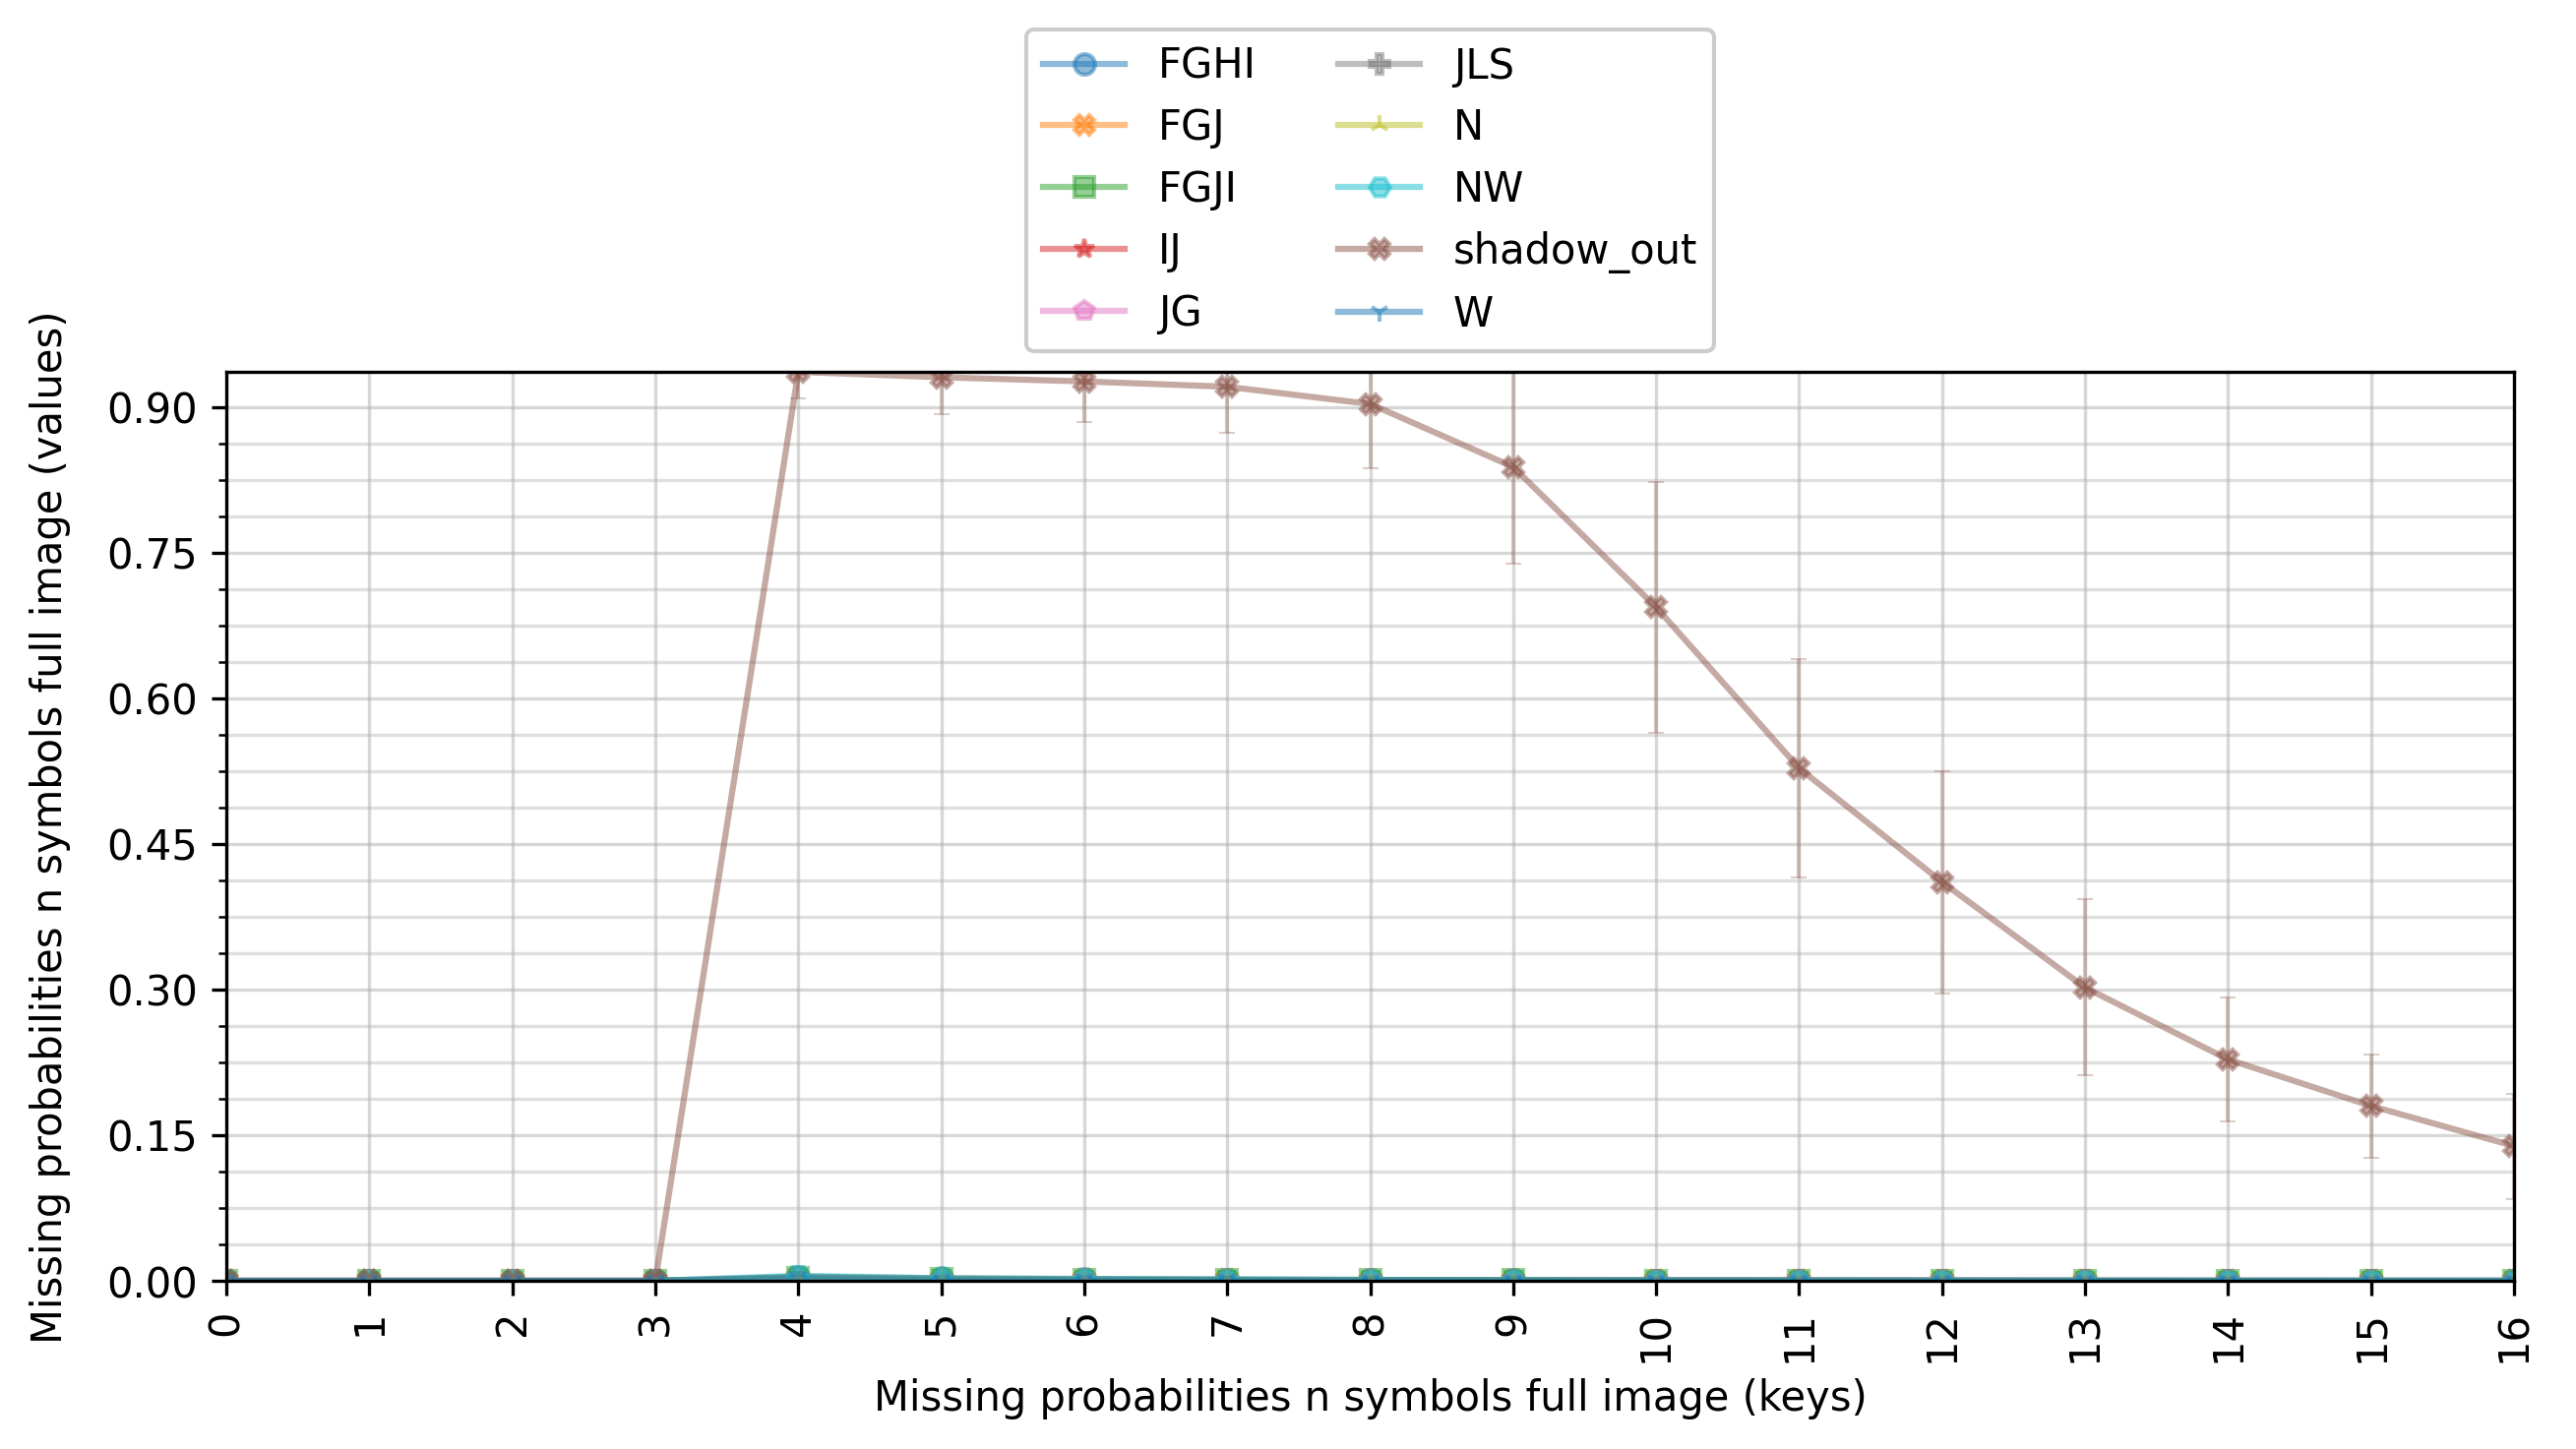 FGHI
FGJ
FGJI
IJ
JG
JLS
N
NW
shadow_out
W
Missing probabilities n symbols full image (values)
0.90
0.75
0.60
0.45
0.30
0.15
0.00
0 1 2 3 4 5 6 7 8 9 10 11 12 13 14 15 16
Missing probabilities n symbols full image (keys)